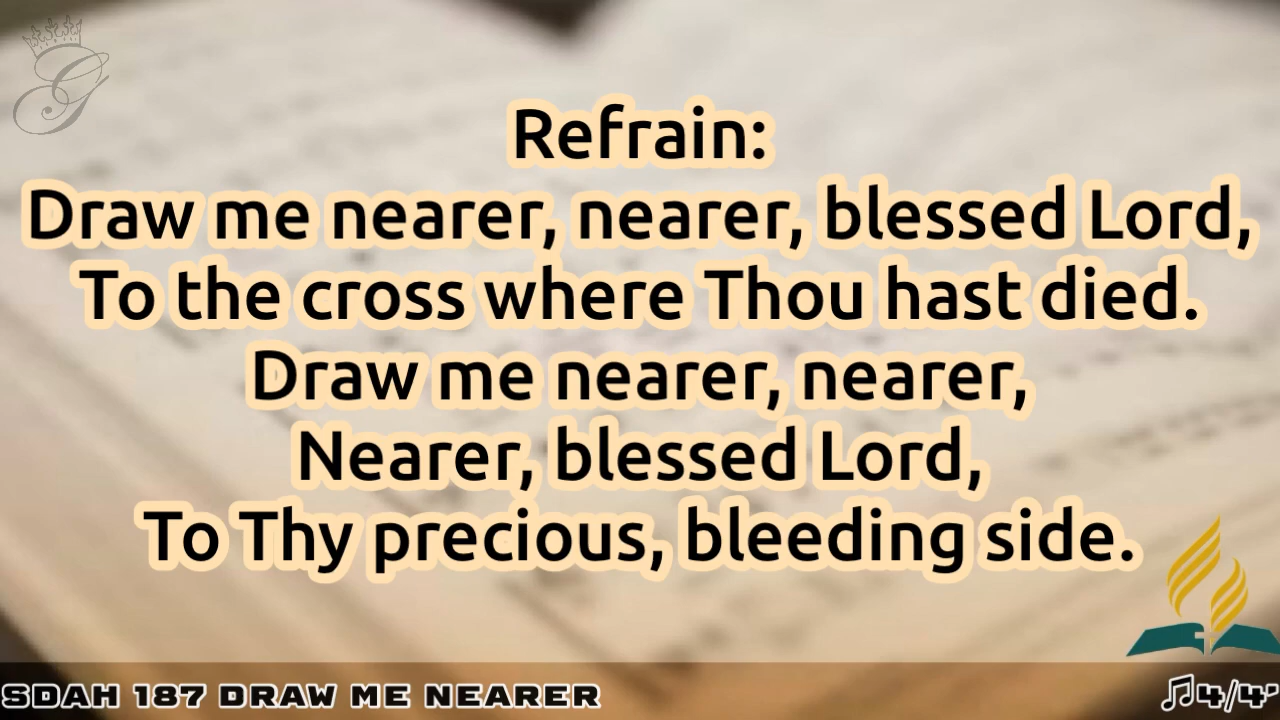 G
Refrain:
Draw me nearer, nearer, blessed Lord,
To the cross where Thou hast died.
Draw me nearer, nearer,
Nearer, blessed Lord,
To Thy precious, bleeding side.
SDAH 187 DRAW ME NEARER
♫4/4'